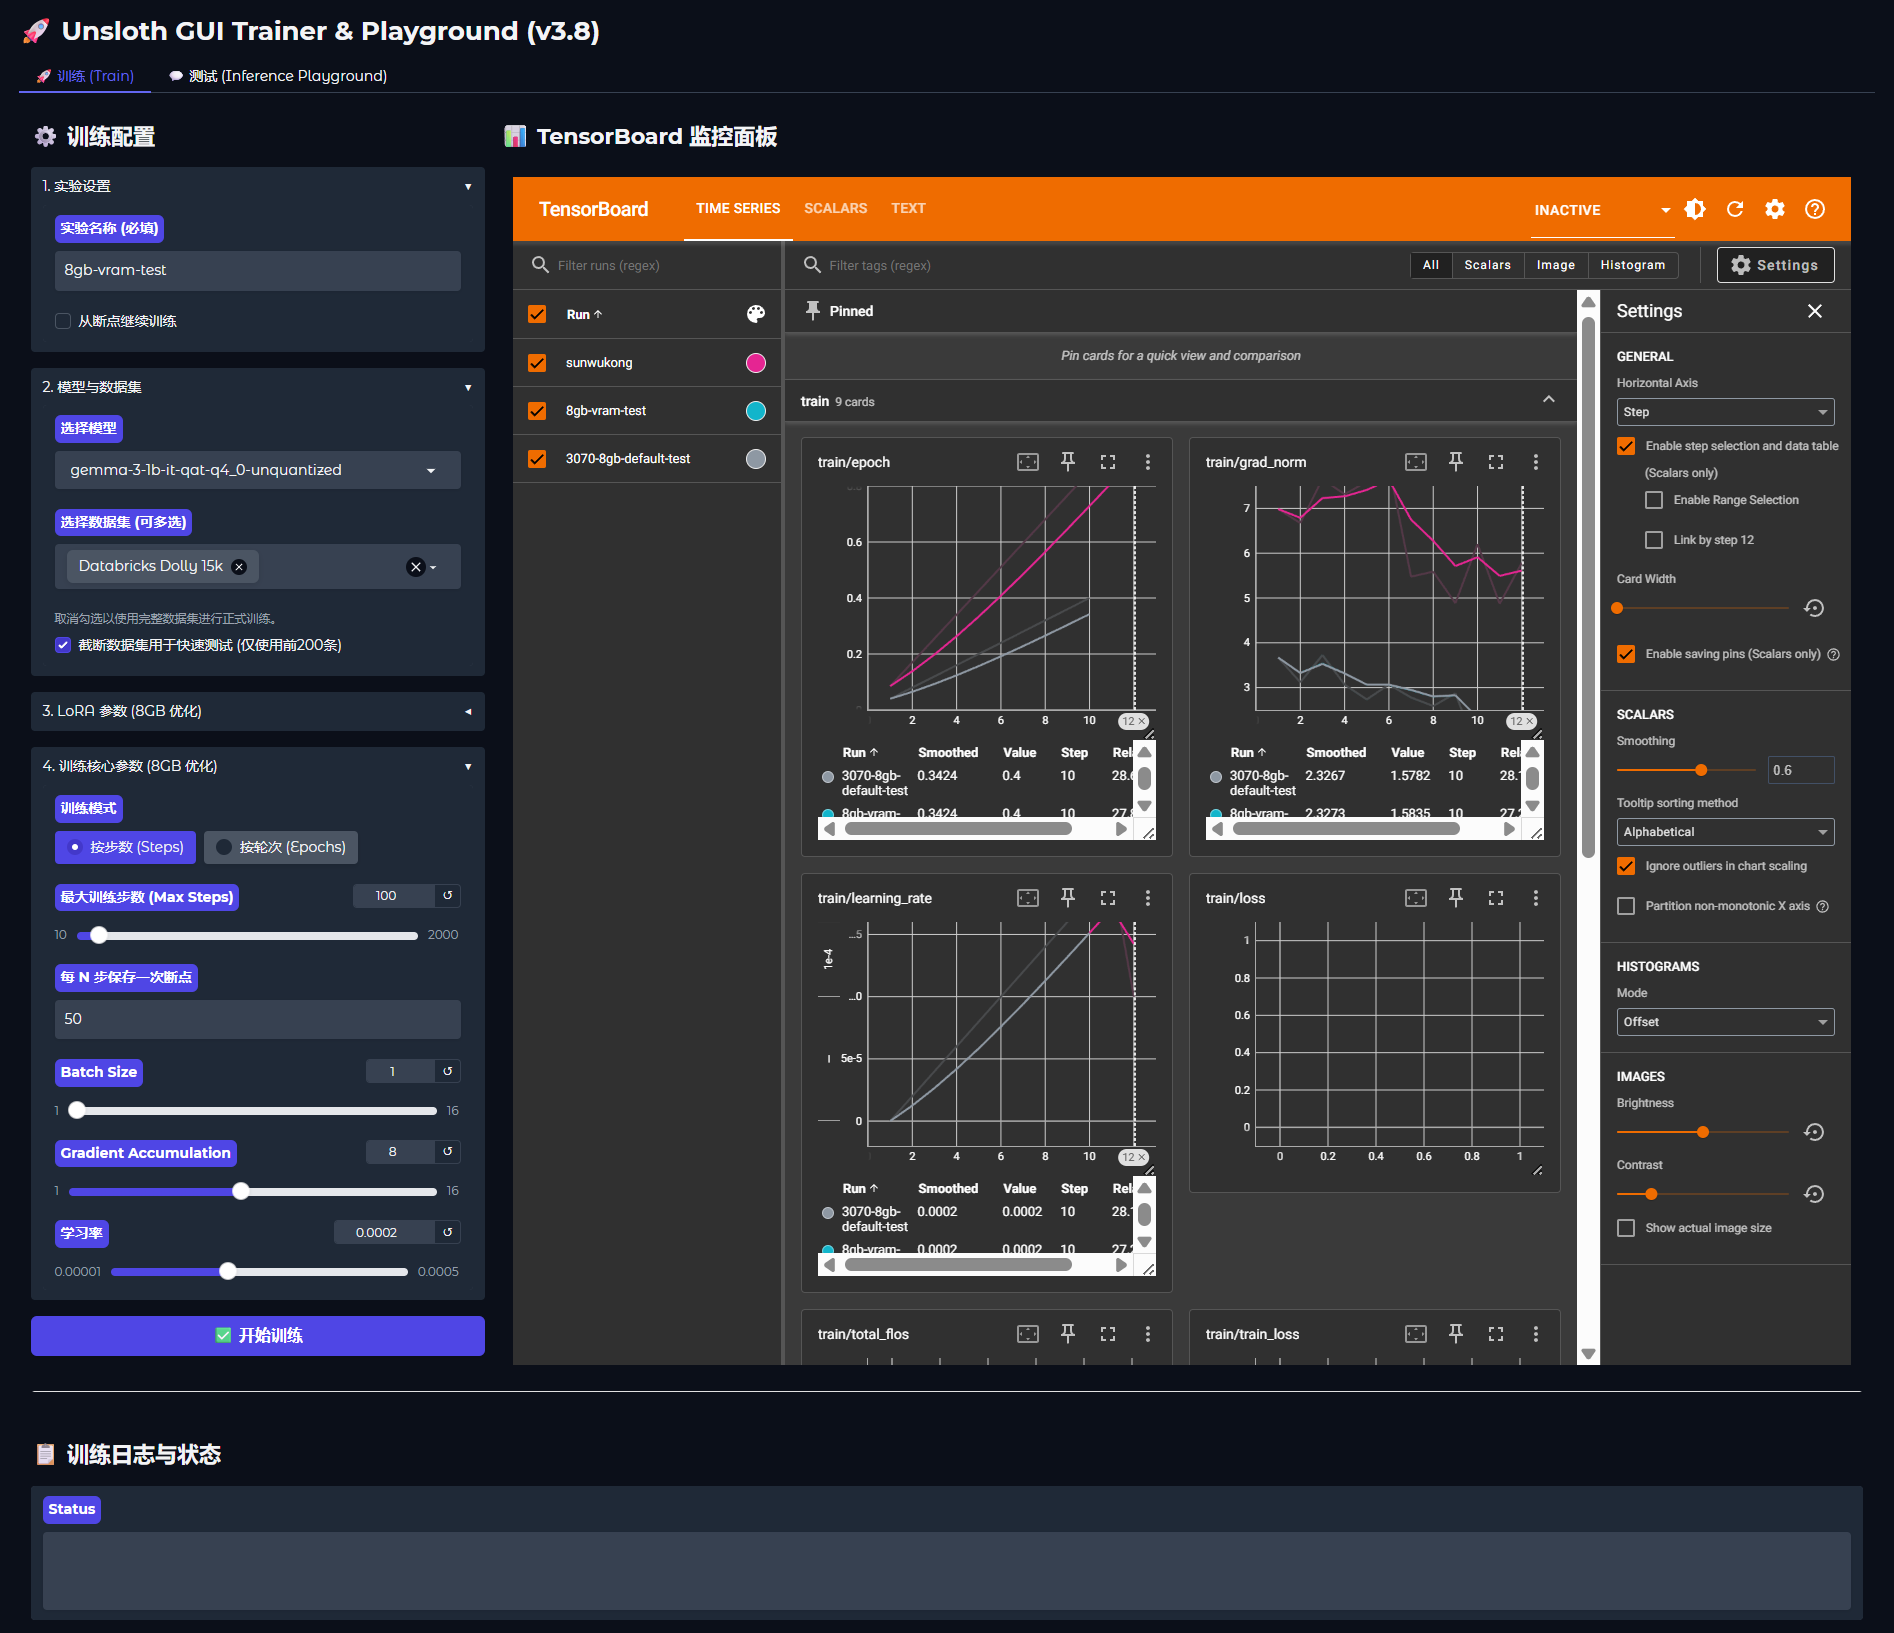 🚀 Unsloth GUI Trainer & Playground (v3.8)
🚀 训练 (Train)
💬 测试 (Inference Playground)
⚙️ 训练配置
1. 实验设置
实验名称 (必填)
8gb-vram-test
从断点继续训练
2. 模型与数据集
选择模型
gemma-3-1b-it-qat-q4_0-unquantized
选择数据集 (可多选)
Databricks Dolly 15k
取消勾选以使用完整数据集进行正式训练。
截断数据集用于快速测试 (仅使用前200条)
3. LoRA 参数 (8GB 优化)
4. 训练核心参数 (8GB 优化)
训练模式
按步数 (Steps)
按轮次 (Epochs)
最大训练步数 (Max Steps)
100
10
2000
每 N 步保存一次断点
50
Batch Size
1
1
16
Gradient Accumulation
8
1
16
学习率
0.0002
0.00001
0.0005
✅ 开始训练
📊 TensorBoard 监控面板
TensorBoard
TIME SERIES
SCALARS
TEXT
INACTIVE
Filter runs (regex)
Filter tags (regex)
All
Scalars
Image
Histogram
Settings
Run ↑
sunwukong
8gb-vram-test
3070-8gb-default-test
Pinned
Pin cards for a quick view and comparison
train 9 cards
train/epoch
0.6
0.4
0.2
2 4 6 8 10 12 ×
Run ↑ Smoothed Value Step
3070-8gb-default-test 0.3424 0.4 10
8gb-vram- 0.3424 0.4 10
train/grad_norm
7
6
5
4
3
2 4 6 8 10 12 ×
Run ↑ Smoothed Value Step
3070-8gb-default-test 2.3267 1.5782 10
8gb-vram- 2.3273 1.5835 10
train/learning_rate
...5
1e-4
...0
5e-5
0
2 4 6 8 10 12 ×
Run ↑ Smoothed Value Step
3070-8gb-default-test 0.0002 0.0002 10
8gb-vram- 0.0002 0.0002 10
train/loss
1
0.8
0.6
0.4
0.2
0
0 0.2 0.4 0.6 0.8 1
train/total_flos
train/train_loss
Settings
GENERAL
Horizontal Axis
Step
Enable step selection and data table
(Scalars only)
Enable Range Selection
Link by step 12
Card Width
Enable saving pins (Scalars only)
SCALARS
Smoothing
0.6
Tooltip sorting method
Alphabetical
Ignore outliers in chart scaling
Partition non-monotonic X axis
HISTOGRAMS
Mode
Offset
IMAGES
Brightness
Contrast
Show actual image size
📋 训练日志与状态
Status